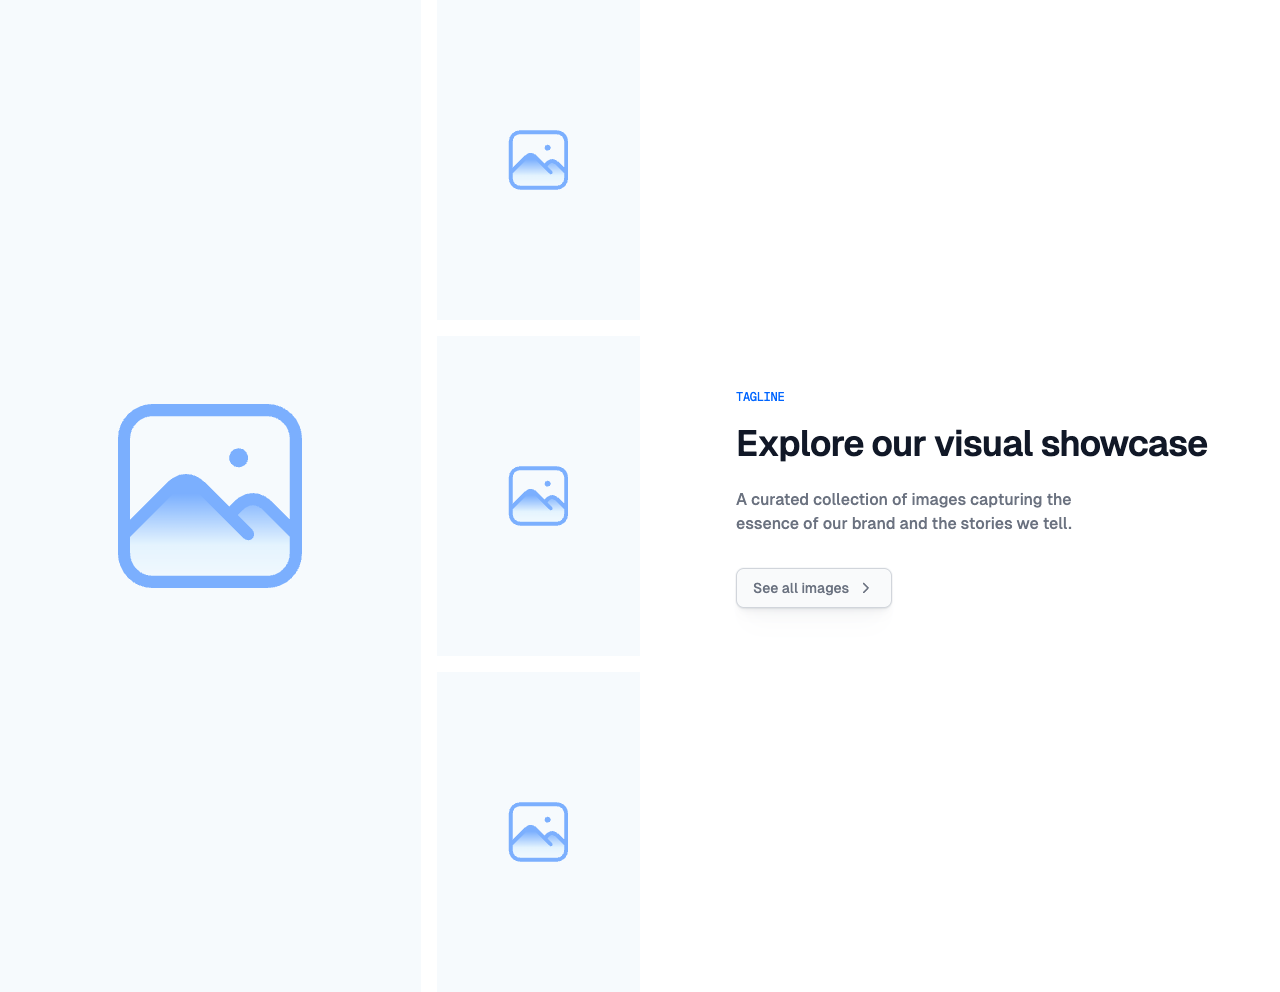 TAGLINE
Explore our visual showcase
A curated collection of images capturing the
essence of our brand and the stories we tell.
See all images